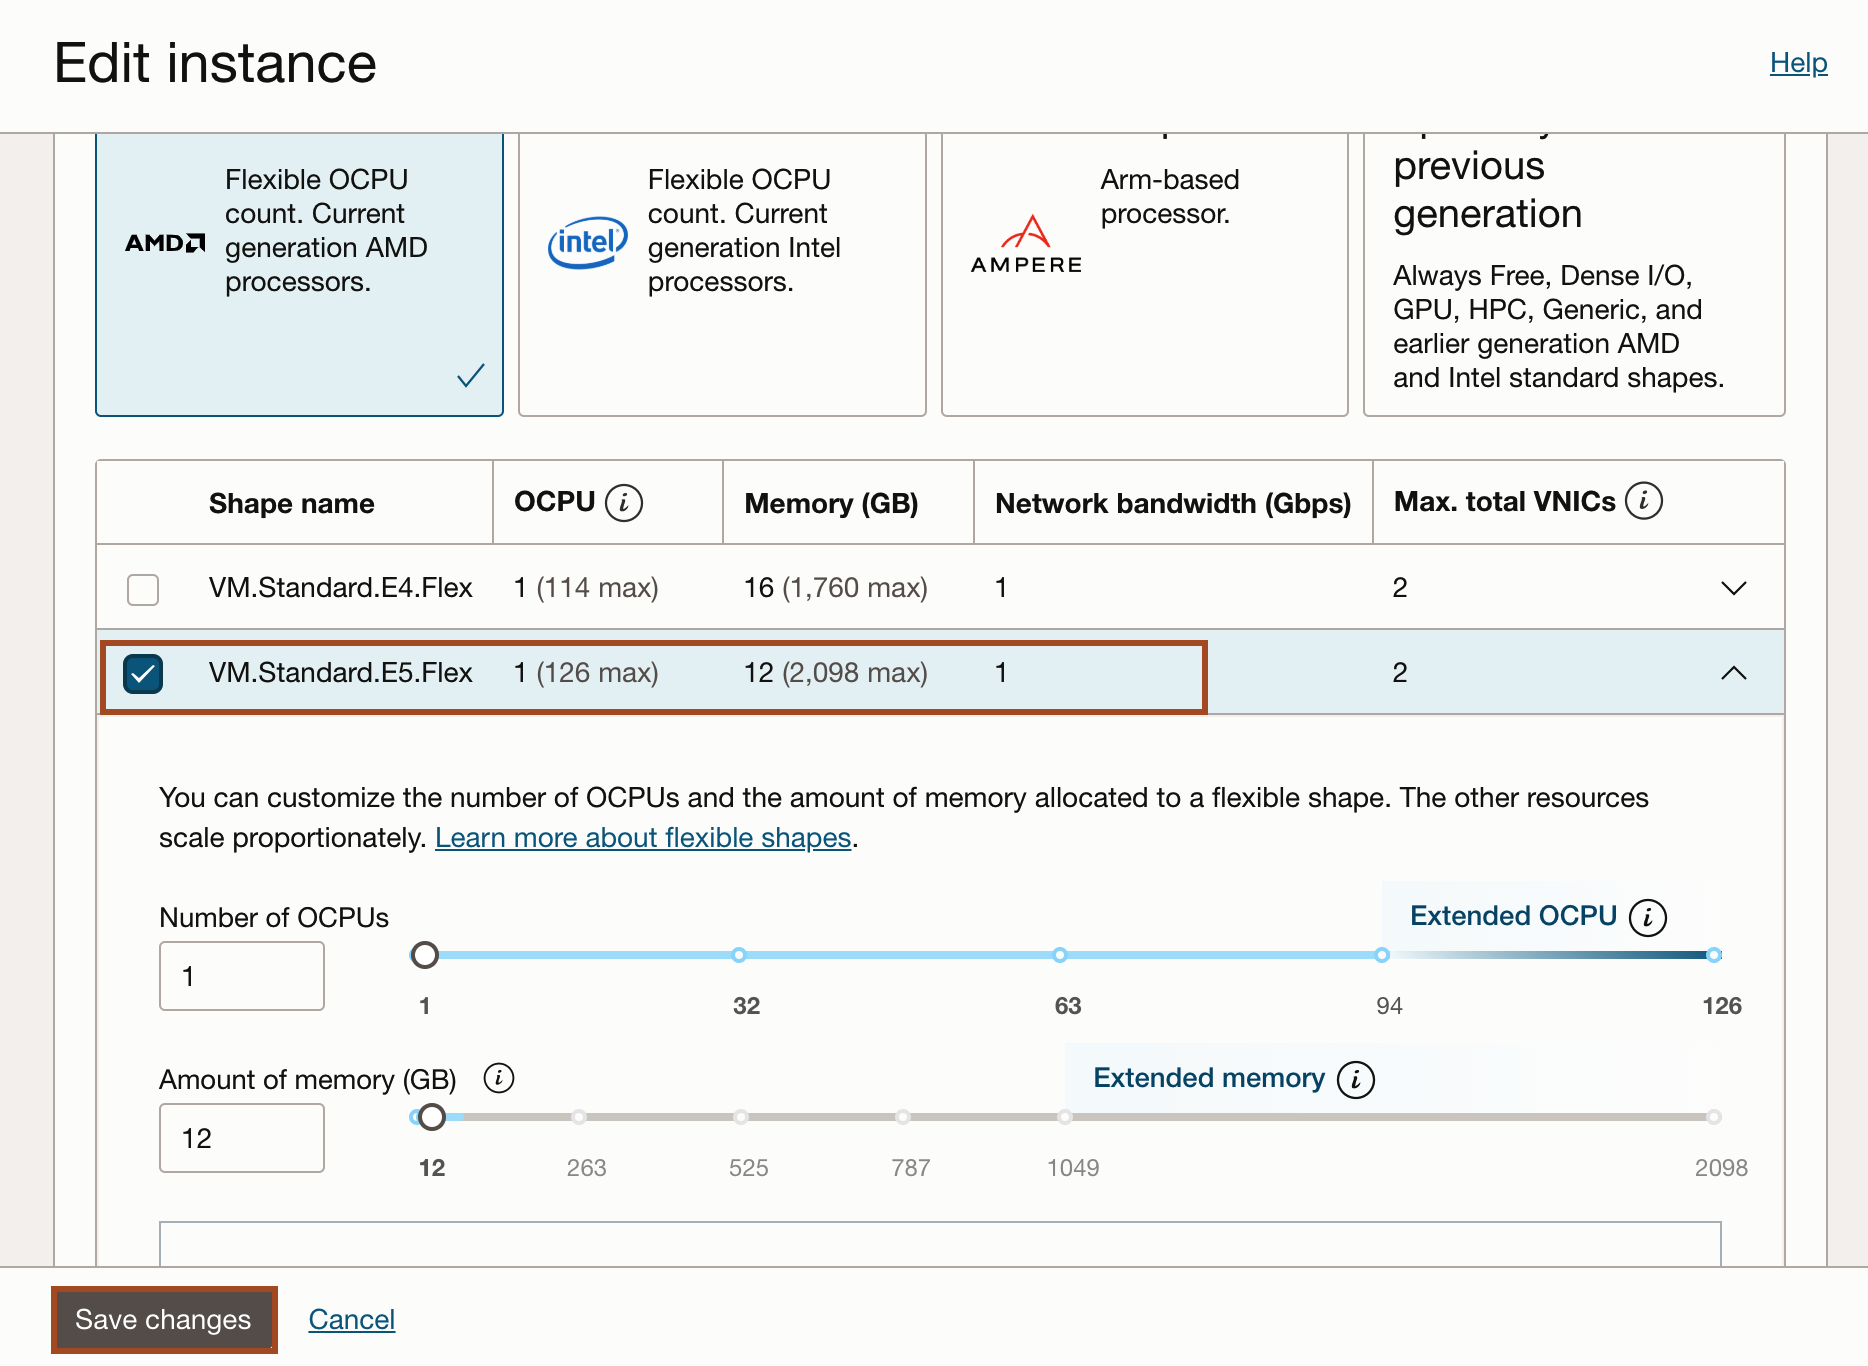 Edit instance
Help
Flexible OCPU
count. Current
generation AMD
processors.
AMD
Flexible OCPU
count. Current
generation Intel
processors.
intel
Arm-based
processor.
AMPERE
previous
generation
Always Free, Dense I/O,
GPU, HPC, Generic, and
earlier generation AMD
and Intel standard shapes.
Shape name OCPU i Memory (GB) Network bandwidth (Gbps) Max. total VNICs i
VM.Standard.E4.Flex 1 (114 max) 16 (1,760 max) 1 2
VM.Standard.E5.Flex 1 (126 max) 12 (2,098 max) 1 2
You can customize the number of OCPUs and the amount of memory allocated to a flexible shape. The other resources
scale proportionately. Learn more about flexible shapes.
Number of OCPUs
Extended OCPU i
1
1 32 63 94 126
Amount of memory (GB) i
Extended memory i
12
12 263 525 787 1049 2098
Save changes Cancel